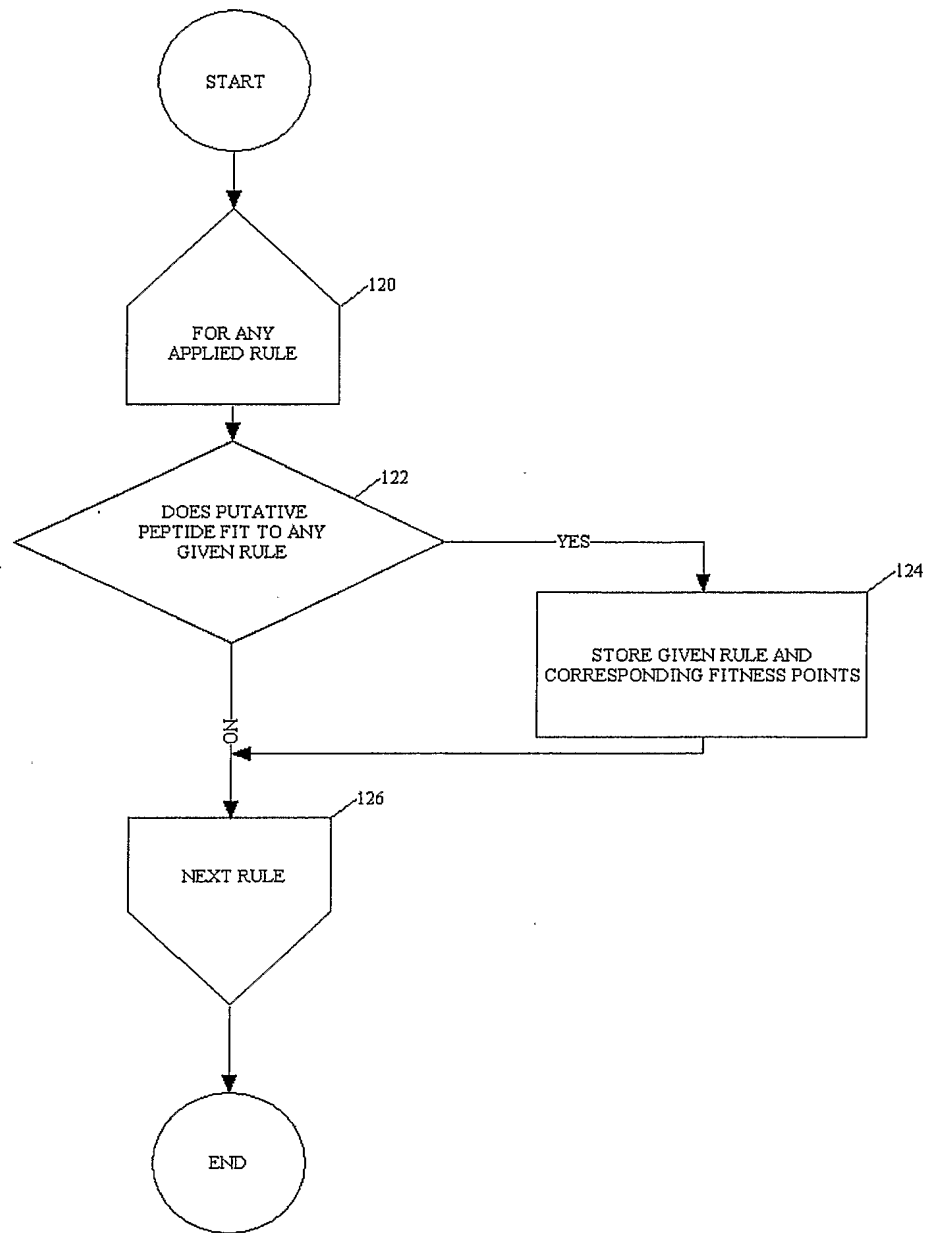 START
120
FOR ANY
APPLIED RULE
122
DOES PUTATIVE
PEPTIDE FIT TO ANY
GIVEN RULE
YES
124
STORE GIVEN RULE AND
CORRESPONDING FITNESS POINTS
NO
126
NEXT RULE
END